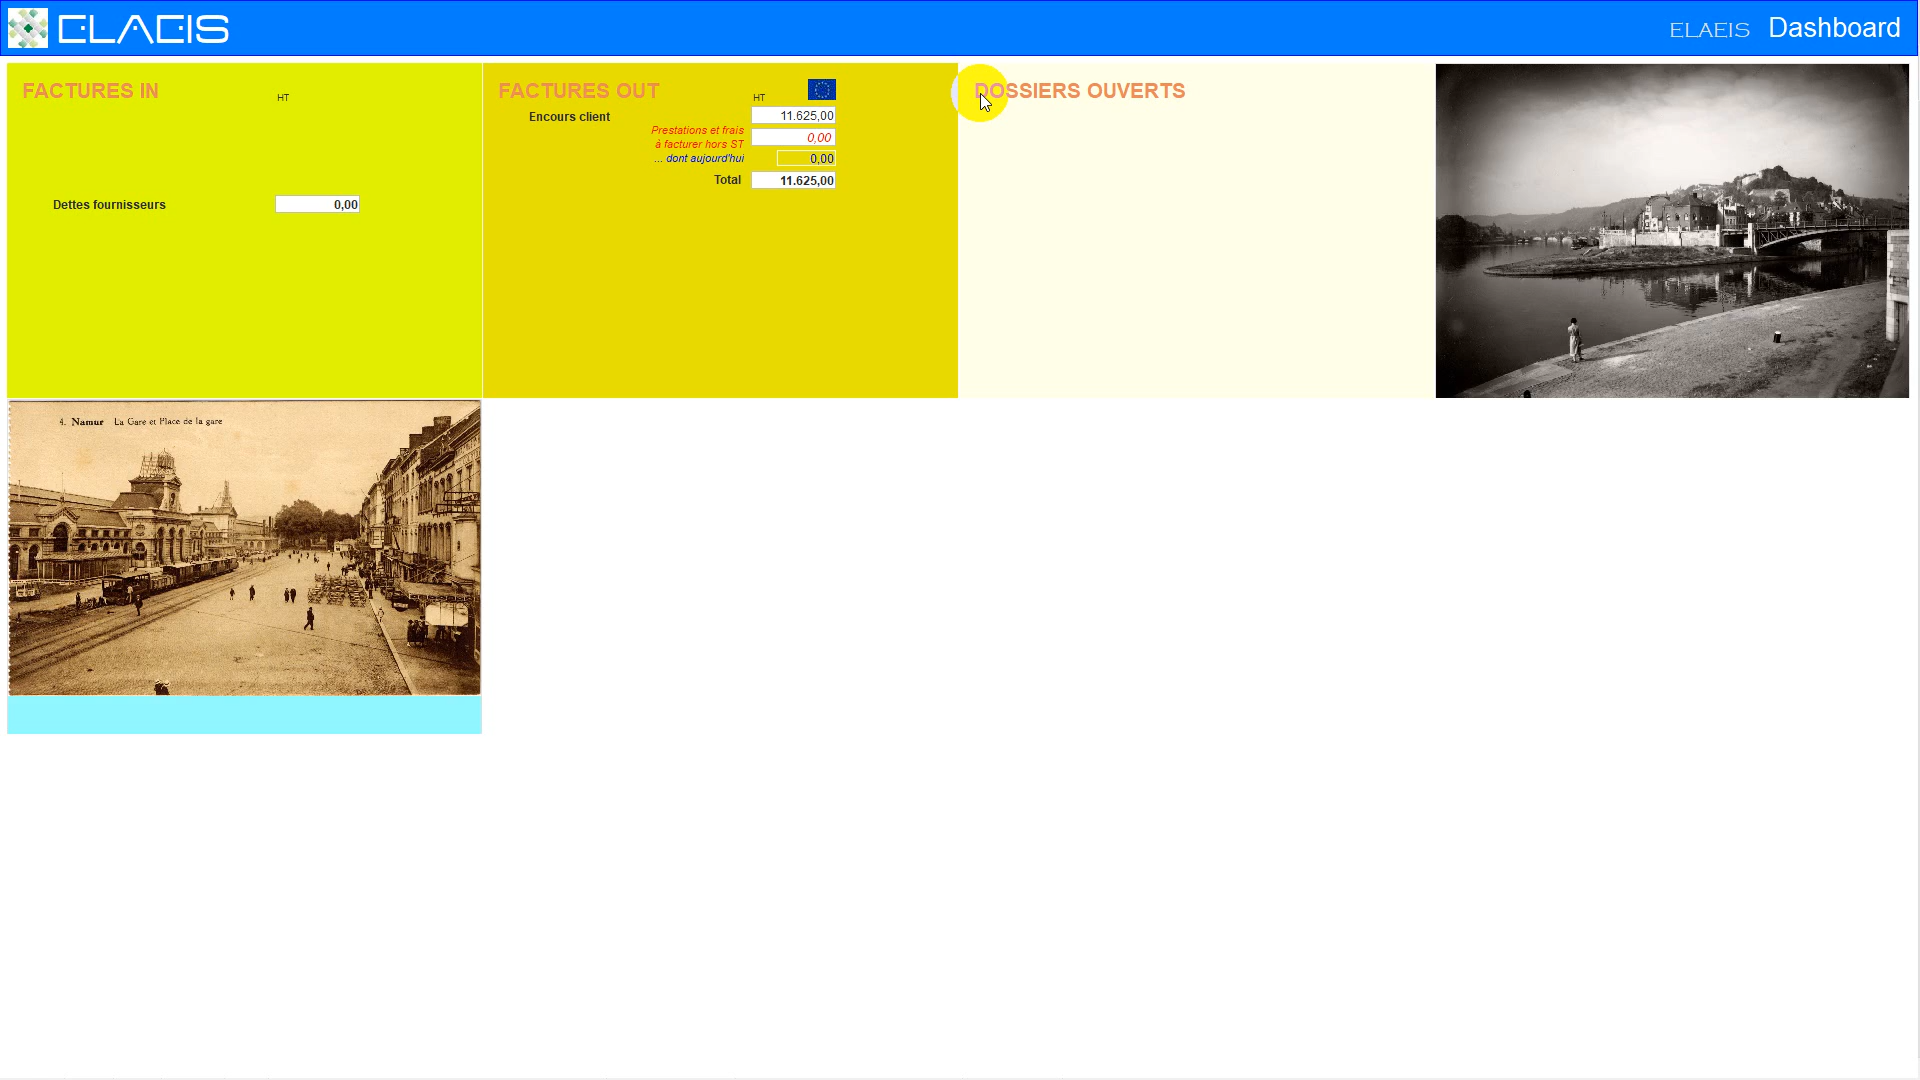 ELAEIS
ELAEIS Dashboard
FACTURES IN
HT
Dettes fournisseurs 0,00
FACTURES OUT
HT
Encours client 11.625,00
Prestations et frais
à facturer hors ST 0,00
... dont aujourd'hui 0,00
Total 11.625,00
DOSSIERS OUVERTS
4. Namur La Gare et Place de la gare